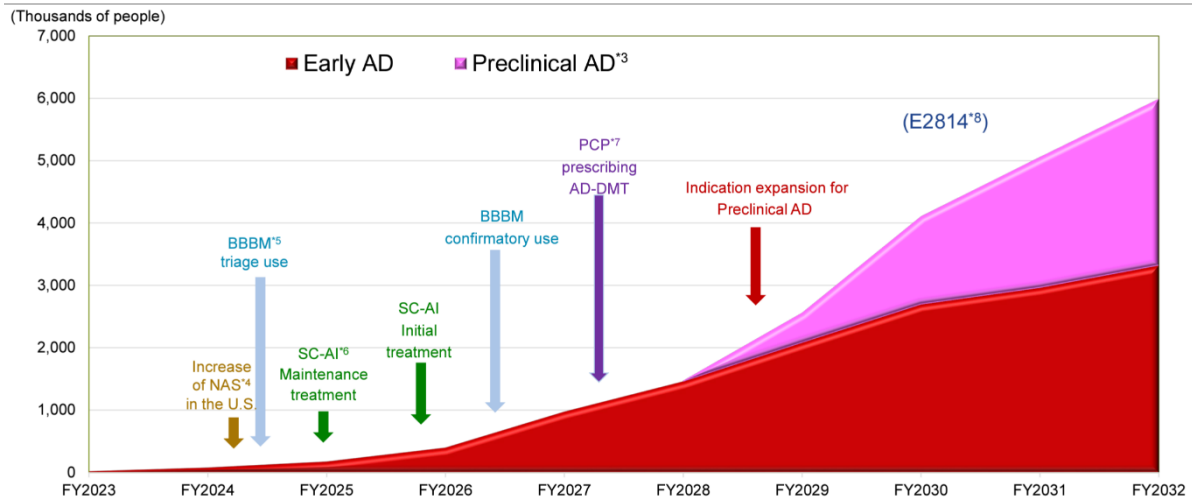 (Thousands of people)
7,000
6,000
5,000
4,000
3,000
2,000
1,000
0
Early AD
Preclinical AD*3
(E2814*8)
PCP*7
prescribing
AD-DMT
Indication expansion for
Preclinical AD
BBBM
confirmatory use
BBBM*5
triage use
SC-AI
Initial
treatment
SC-AI*6
Maintenance
treatment
Increase
of NAS*4
in the U.S.
FY2023
FY2024
FY2025
FY2026
FY2027
FY2028
FY2029
FY2030
FY2031
FY2032